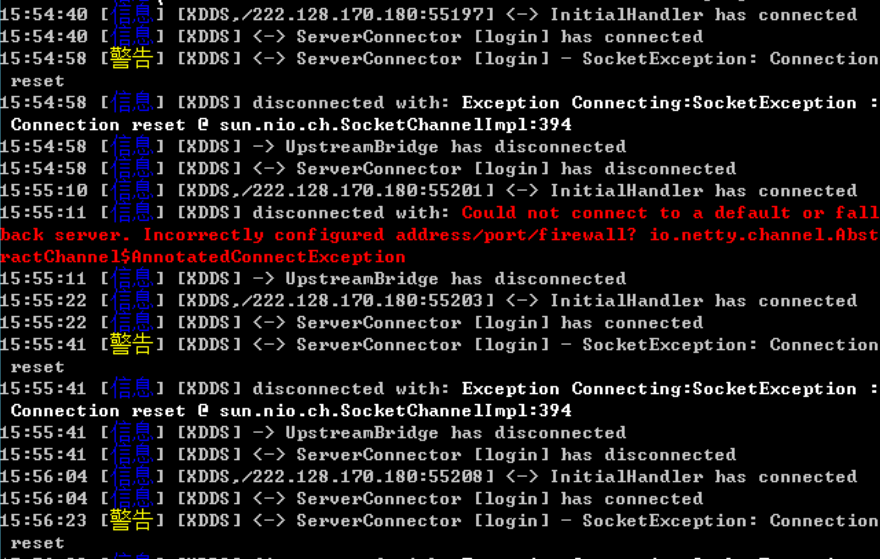 15:54:40 [信息] [XDDS,/222.128.170.180:55197] <-> InitialHandler has connected
15:54:40 [信息] [XDDS] <-> ServerConnector [login] has connected
15:54:58 [警告] [XDDS] <-> ServerConnector [login] - SocketException: Connection
reset
15:54:58 [信息] [XDDS] disconnected with: Exception Connecting:SocketException :
Connection reset @ sun.nio.ch.SocketChannelImpl:394
15:54:58 [信息] [XDDS] -> UpstreamBridge has disconnected
15:54:58 [信息] [XDDS] <-> ServerConnector [login] has disconnected
15:55:10 [信息] [XDDS,/222.128.170.180:55201] <-> InitialHandler has connected
15:55:11 [信息] [XDDS] disconnected with: Could not connect to a default or fall
back server. Incorrectly configured address/port/firewall? io.netty.channel.Abst
ractChannel$AnnotatedConnectException
15:55:11 [信息] [XDDS] -> UpstreamBridge has disconnected
15:55:22 [信息] [XDDS,/222.128.170.180:55203] <-> InitialHandler has connected
15:55:22 [信息] [XDDS] <-> ServerConnector [login] has connected
15:55:41 [警告] [XDDS] <-> ServerConnector [login] - SocketException: Connection
reset
15:55:41 [信息] [XDDS] disconnected with: Exception Connecting:SocketException :
Connection reset @ sun.nio.ch.SocketChannelImpl:394
15:55:41 [信息] [XDDS] -> UpstreamBridge has disconnected
15:55:41 [信息] [XDDS] <-> ServerConnector [login] has disconnected
15:56:04 [信息] [XDDS,/222.128.170.180:55208] <-> InitialHandler has connected
15:56:04 [信息] [XDDS] <-> ServerConnector [login] has connected
15:56:23 [警告] [XDDS] <-> ServerConnector [login] - SocketException: Connection
reset